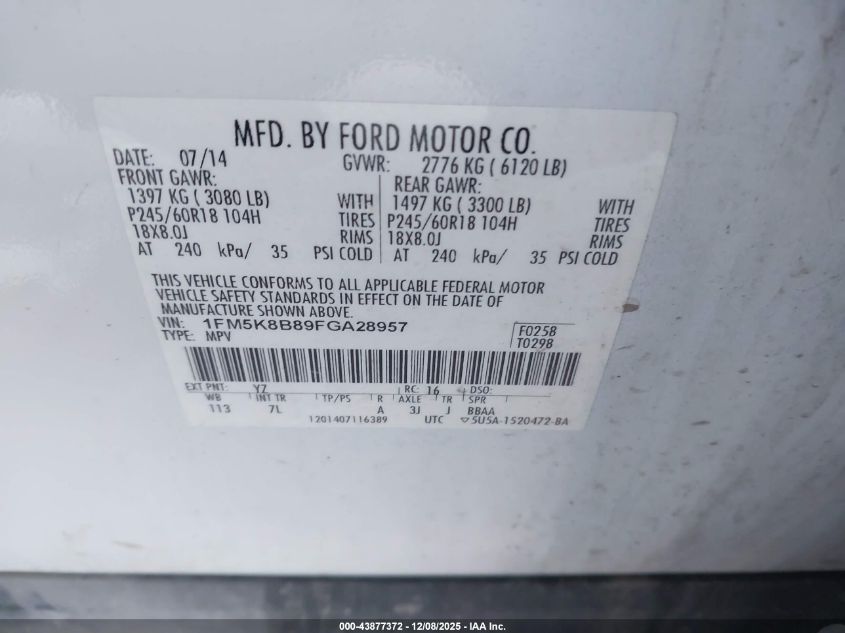 MFD. BY FORD MOTOR CO.
DATE: 07/14 GVWR: 2776 KG ( 6120 LB)
FRONT GAWR: REAR GAWR:
1397 KG ( 3080 LB) WITH 1497 KG ( 3300 LB) WITH
P245/60R18 104H TIRES P245/60R18 104H TIRES
18X8.0J RIMS 18X8.0J RIMS
AT 240 kPa/ 35 PSI COLD AT 240 kPa/ 35 PSI COLD
THIS VEHICLE CONFORMS TO ALL APPLICABLE FEDERAL MOTOR
VEHICLE SAFETY STANDARDS IN EFFECT ON THE DATE OF
MANUFACTURE SHOWN ABOVE.
VIN: 1FM5K8B89FGA28957 F0258
TYPE: MPV T0298
EXT PNT: YZ RC: 16 DSO:
WB INT TR TP/PS R AXLE TR SPR
113 7L A 3J J BBAA
1201407116389 UTC ▽5U5A-1520472-BA
000-43877372 - 12/08/2025 - IAA Inc.